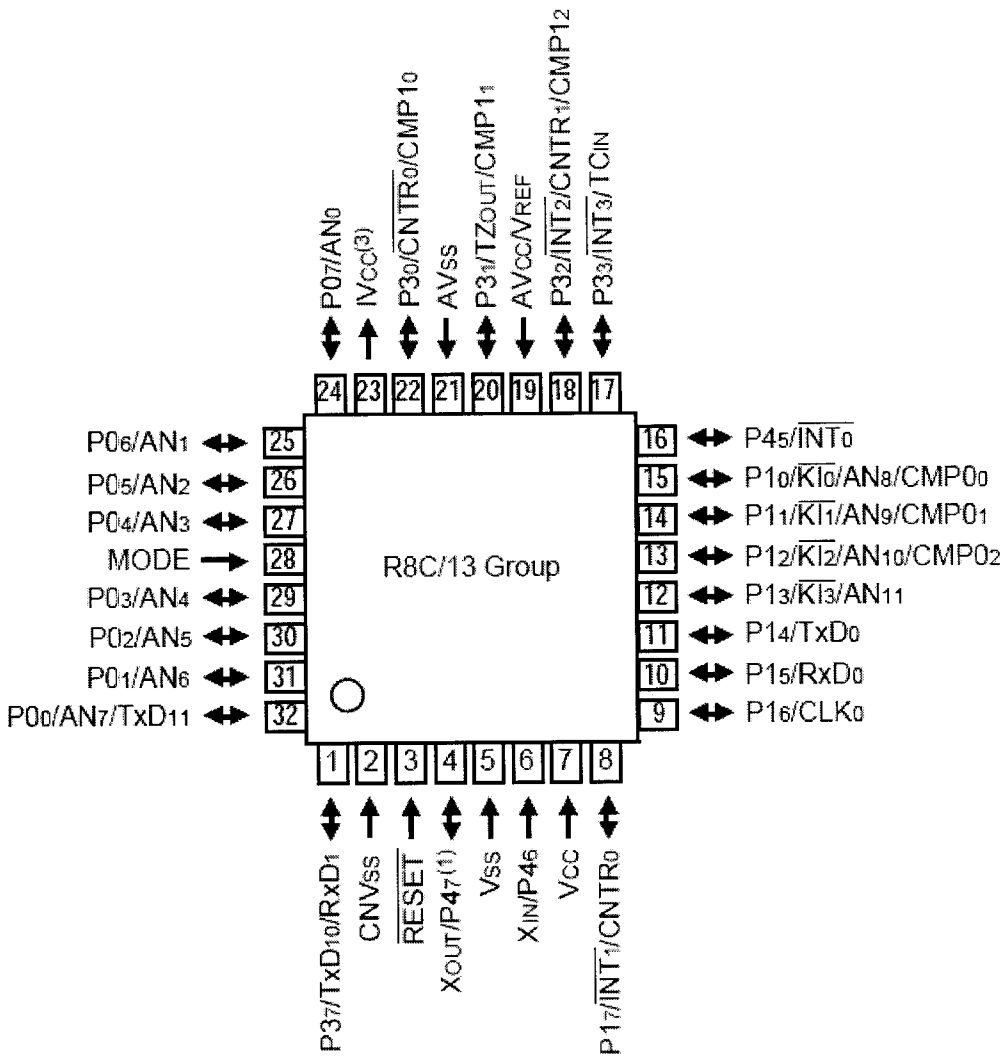 P07/AN0
IVCC(3)
P30/CNTR0/CMP10
AVSS
P31/TZOUT/CMP11
AVCC/VREF
P32/INT2/CNTR1/CMP12
P33/INT3/TCIN
24 23 22 21 20 19 18 17
P06/AN1 25
P05/AN2 26
P04/AN3 27
MODE 28
P03/AN4 29
P02/AN5 30
P01/AN6 31
P00/AN7/TxD11 32
R8C/13 Group
16 P45/INT0
15 P10/KI0/AN8/CMP00
14 P11/KI1/AN9/CMP01
13 P12/KI2/AN10/CMP02
12 P13/KI3/AN11
11 P14/TxD0
10 P15/RxD0
9 P16/CLK0
1 2 3 4 5 6 7 8
P37/TxD10/RxD1
CNVSS
RESET
XOUT/P47(1)
VSS
XIN/P46
VCC
P17/INT1/CNTR0